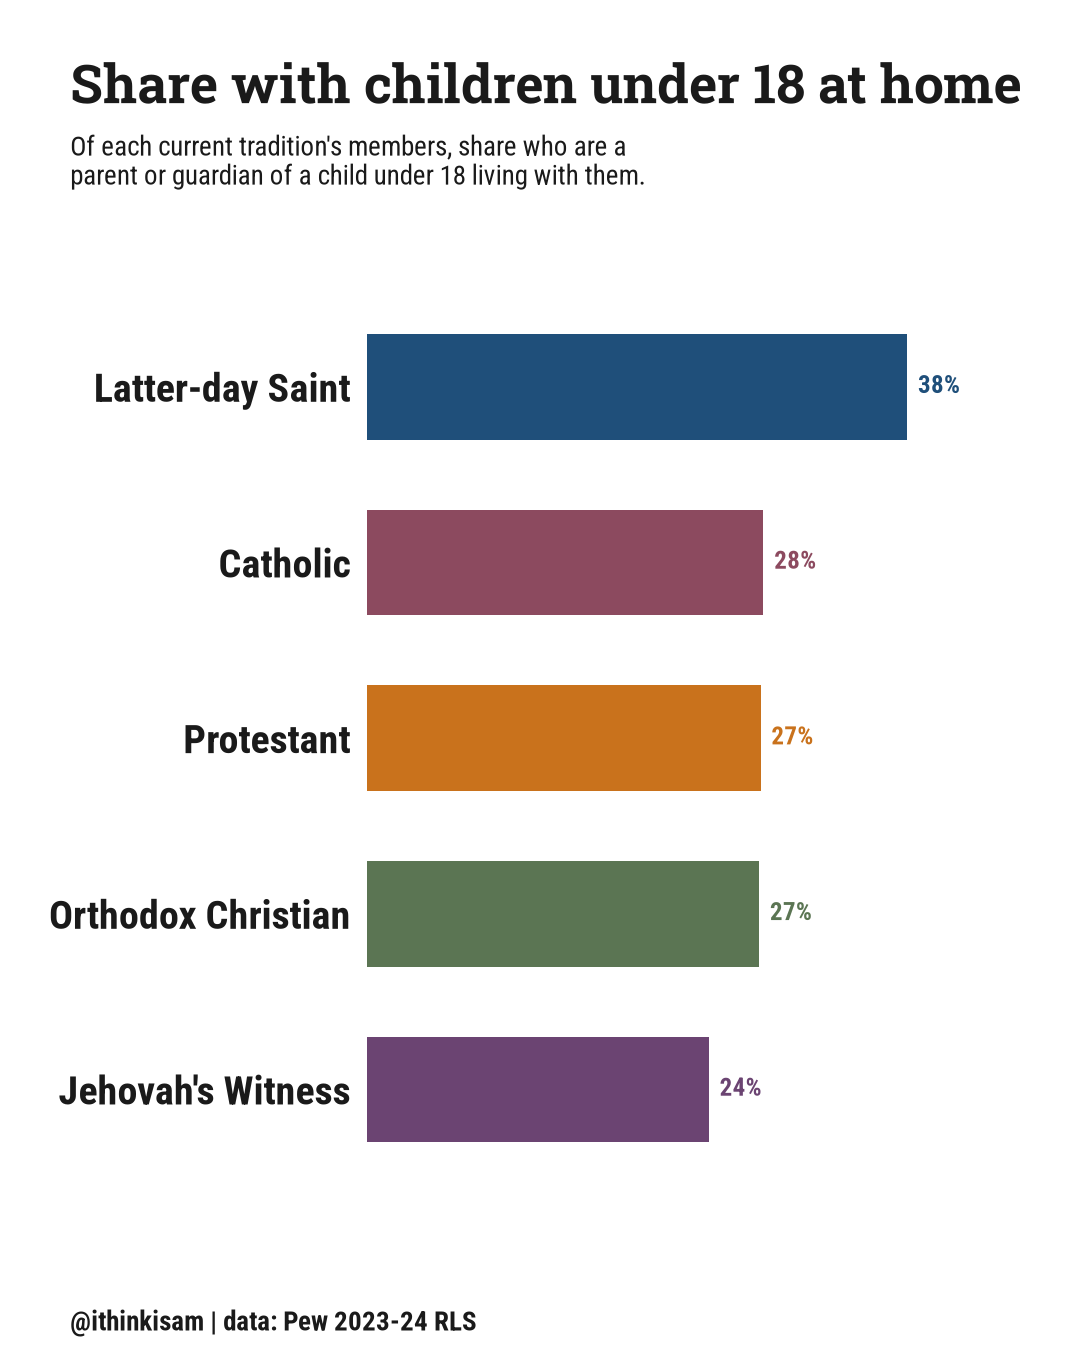 Share with children under 18 at home
Of each current tradition's members, share who are a
parent or guardian of a child under 18 living with them.
Latter-day Saint 38%
Catholic 28%
Protestant 27%
Orthodox Christian 27%
Jehovah's Witness 24%
@ithinkisam | data: Pew 2023-24 RLS